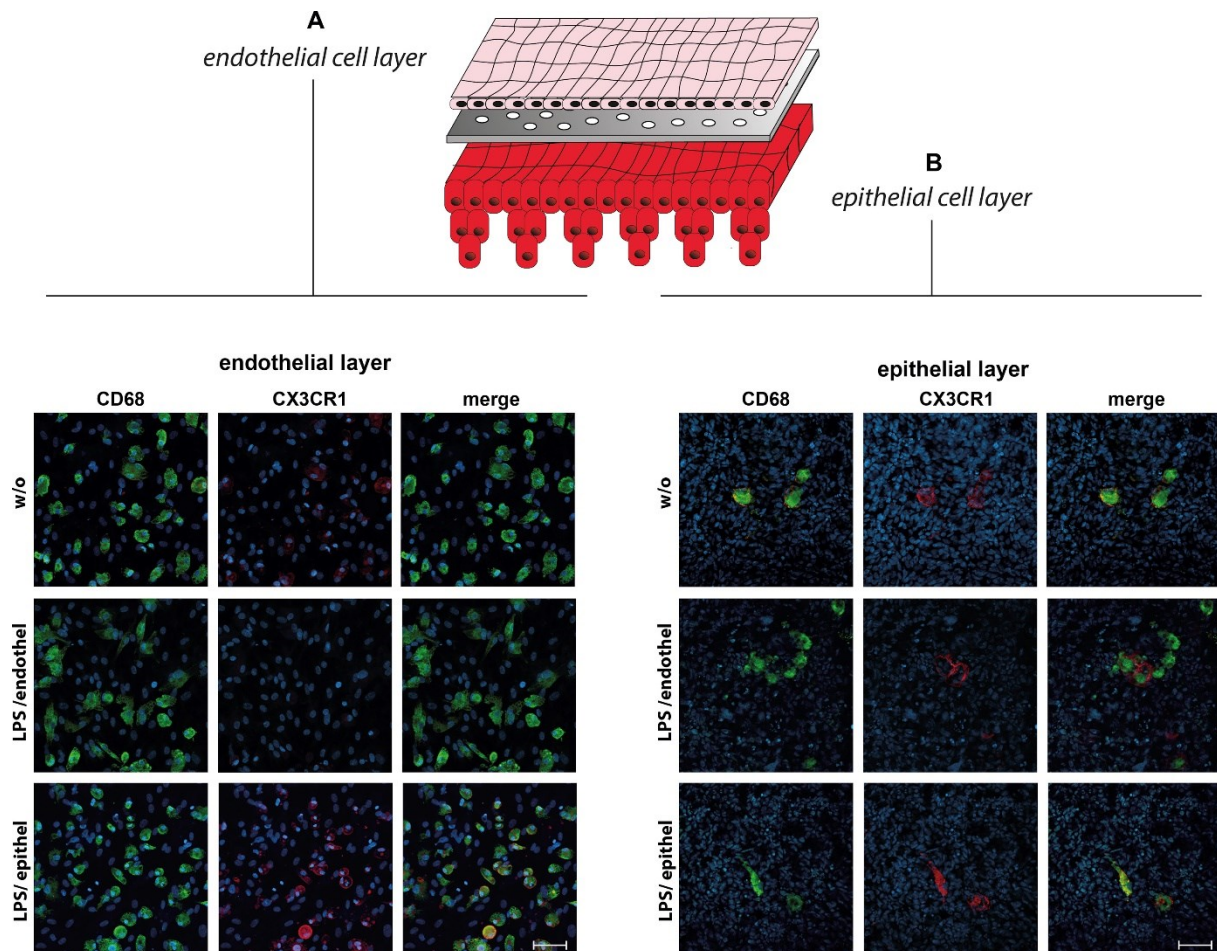 A
endothelial cell layer
B
epithelial cell layer
endothelial layer
CD68 CX3CR1 merge
w/o
LPS /endothel
LPS/ epithel
epithelial layer
CD68 CX3CR1 merge
w/o
LPS /endothel
LPS/ epithel